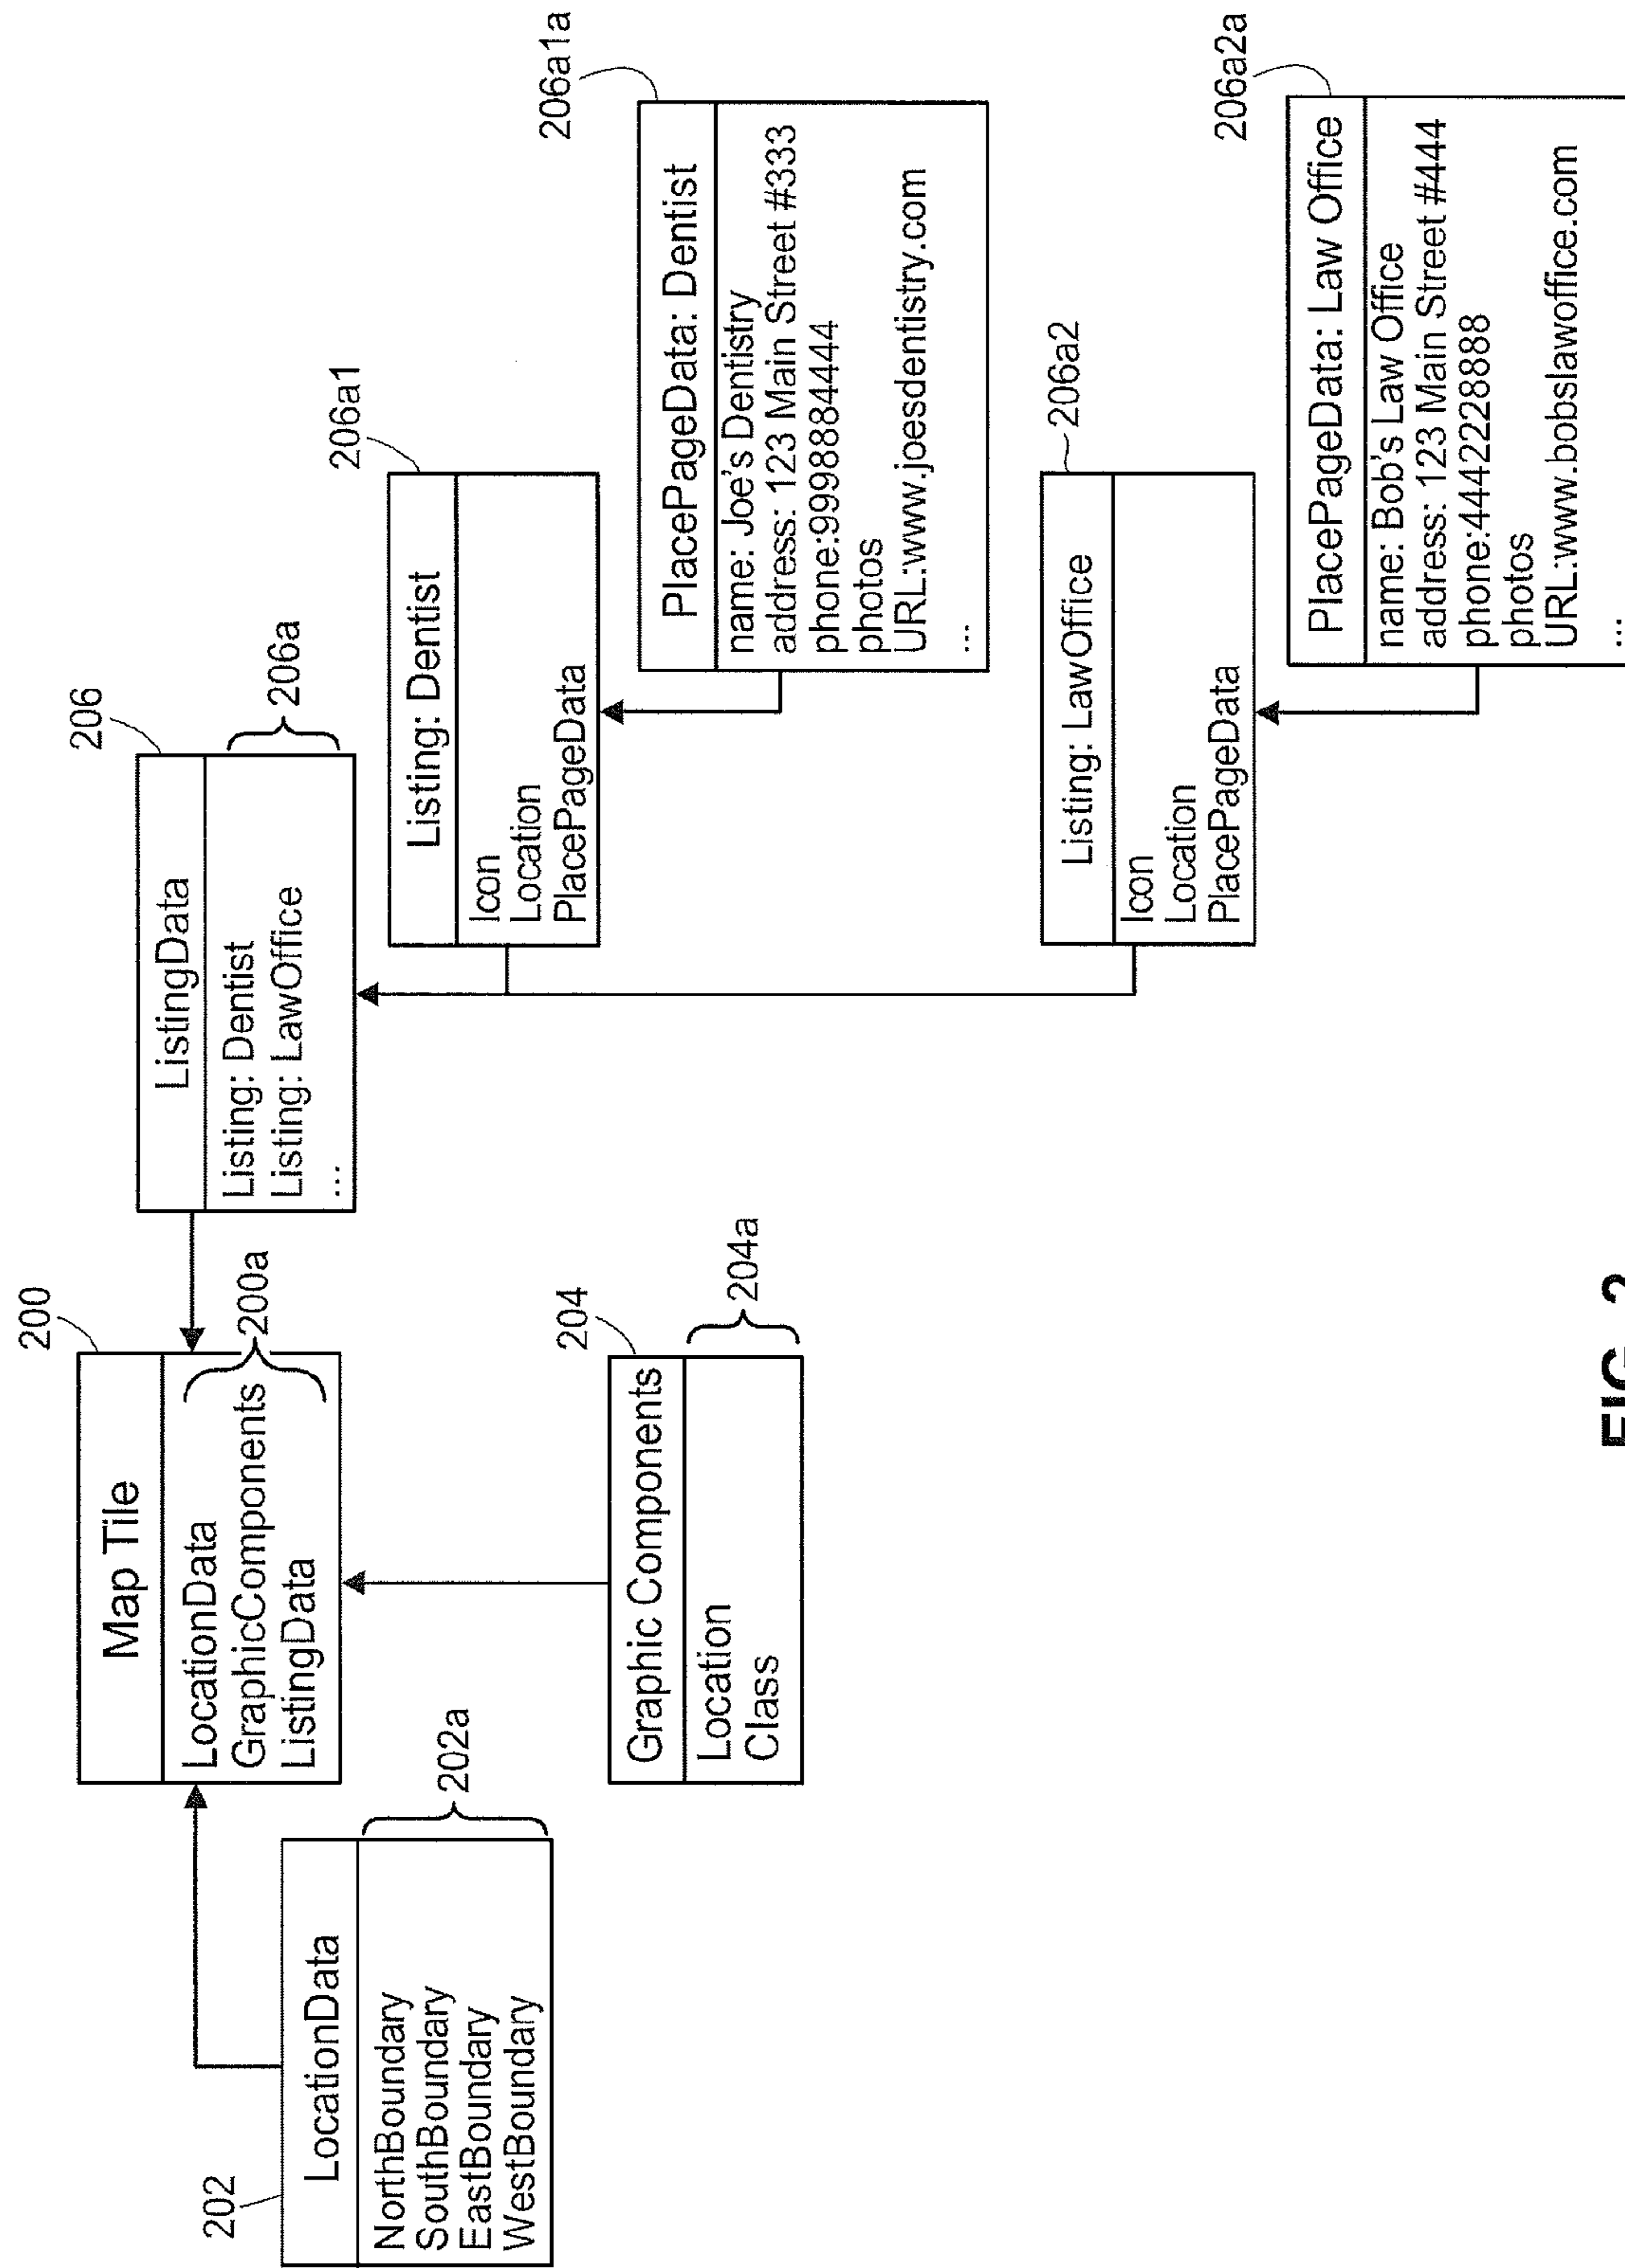 200
Map Tile
LocationData
GraphicComponents
ListingData
200a
202
LocationData
NorthBoundary
SouthBoundary
EastBoundary
WestBoundary
202a
204
Graphic Components
Location
Class
204a
206
ListingData
Listing: Dentist
Listing: LawOffice
...
206a
206a1
Listing: Dentist
Icon
Location
PlacePageData
206a1a
PlacePageData: Dentist
name: Joe's Dentistry
address: 123 Main Street #333
phone:9998884444
photos
URL:www.joesdentistry.com
...
206a2
Listing: LawOffice
Icon
Location
PlacePageData
206a2a
PlacePageData: Law Office
name: Bob's Law Office
address: 123 Main Street #444
phone:4442228888
photos
URL:www.bobslawoffice.com
...
FIG. 2